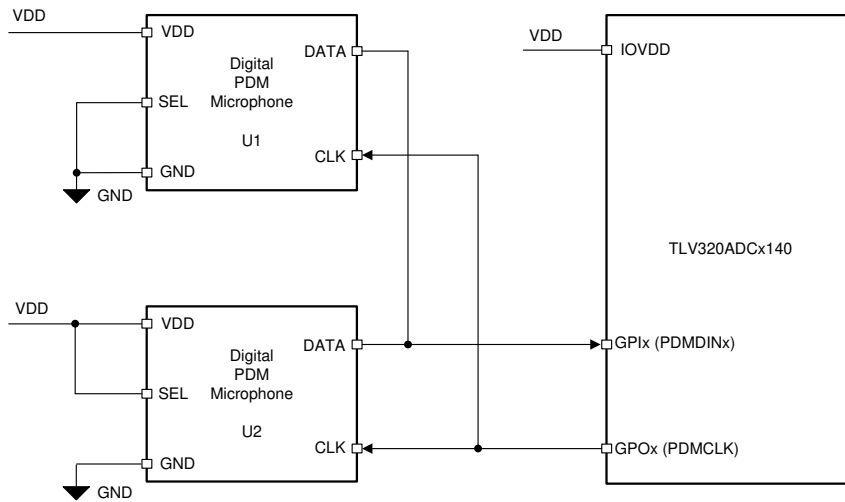 VDD
VDD
SEL
GND
GND
Digital
PDM
Microphone
U1
DATA
CLK
VDD
IOVDD
TLV320ADCx140
GPIx (PDMDINx)
GPOx (PDMCLK)
VDD
VDD
SEL
GND
GND
Digital
PDM
Microphone
U2
DATA
CLK